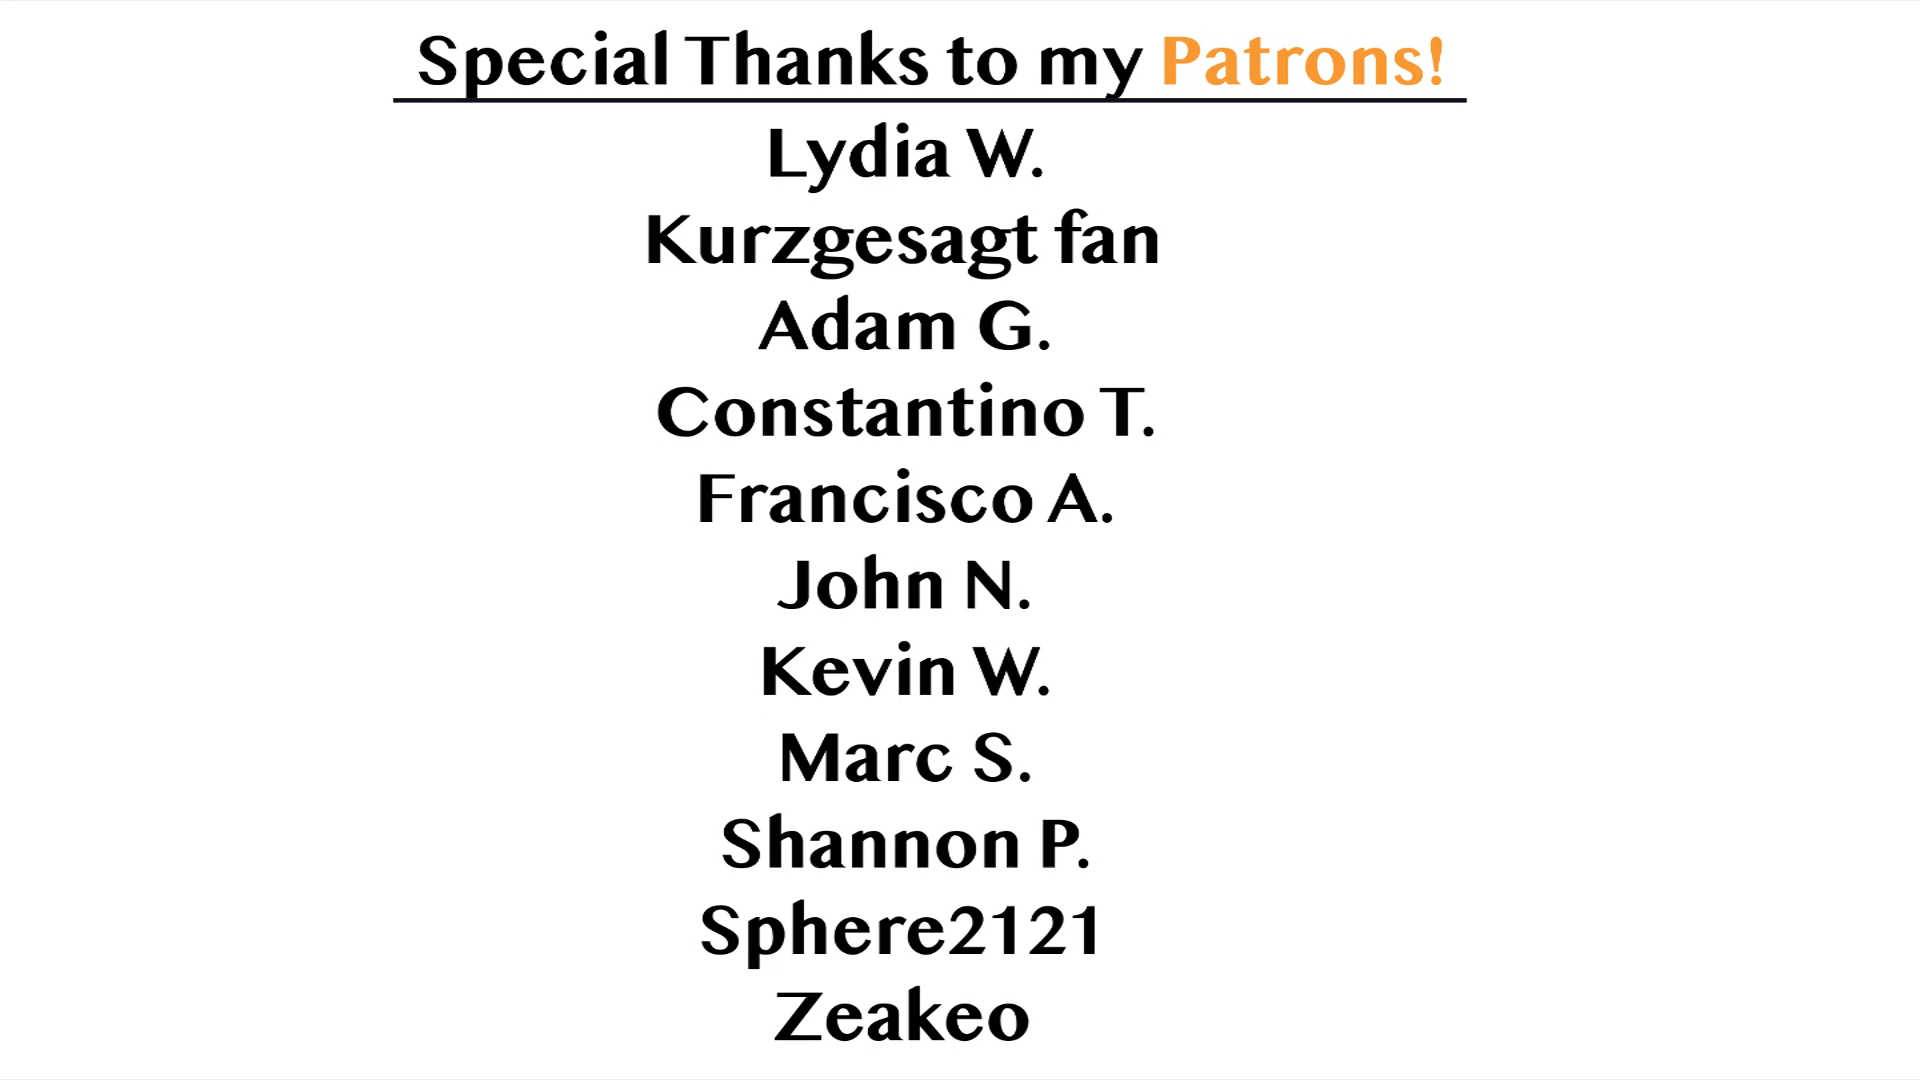 Special Thanks to my Patrons!
Lydia W.
Kurzgesagt fan
Adam G.
Constantino T.
Francisco A.
John N.
Kevin W.
Marc S.
Shannon P.
Sphere2121
Zeakeo